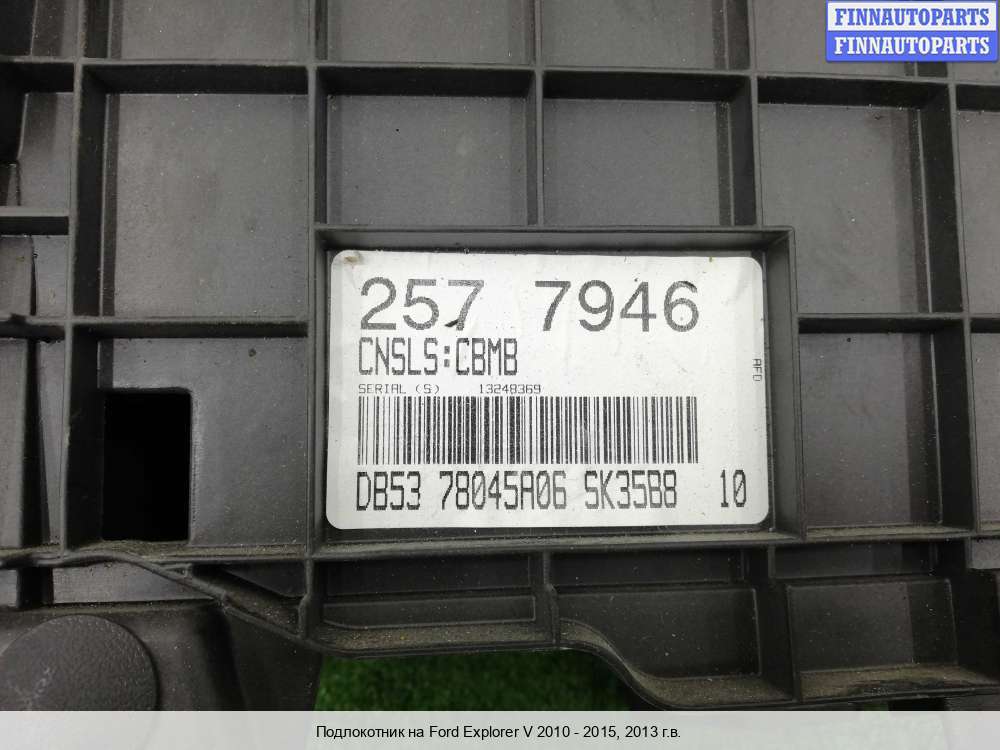 FINNAUTOPARTS
FINNAUTOPARTS
257 7946
CNSLS:CBMB
AFD
SERIAL (S) 13248369
DB53 78045A06 SK35B8 10
Подлокотник на Ford Explorer V 2010 - 2015, 2013 г.в.